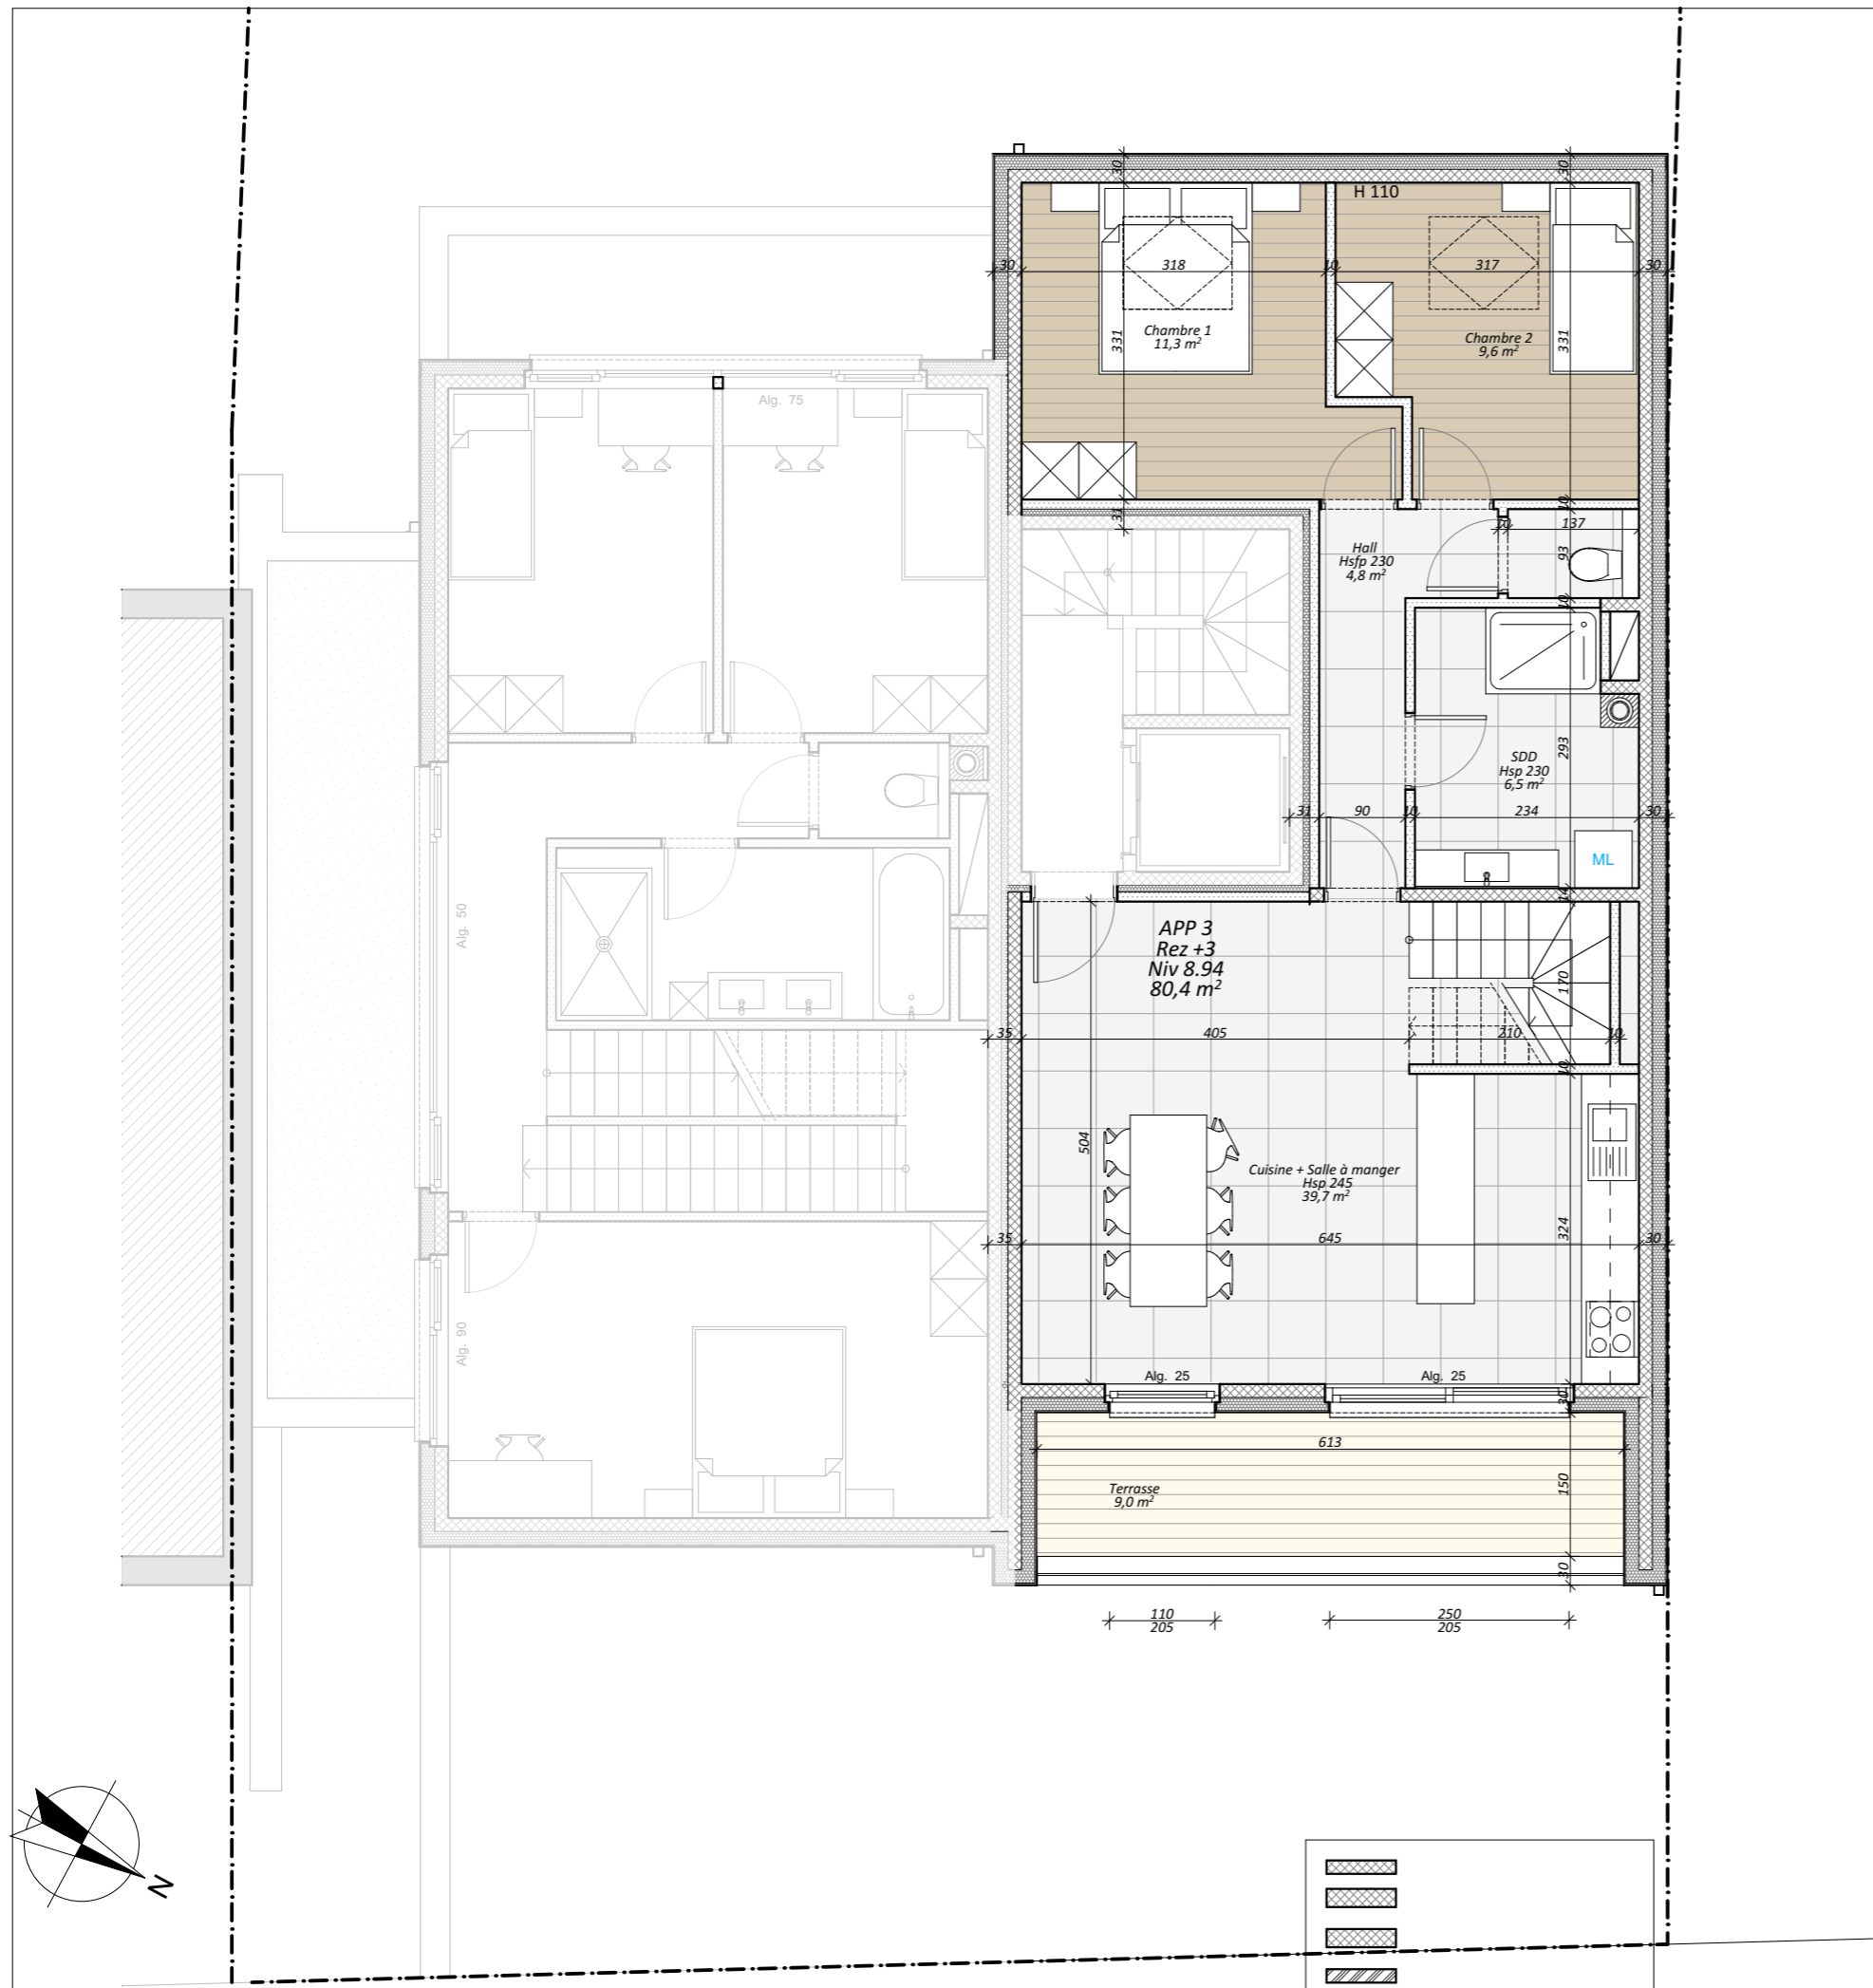 30
30
H 110
30
318
10
317
30
Chambre 1
11,3 m²
331
Chambre 2
9,6 m²
331
Alg. 75
31
10
10
137
Hall
Hsfp 230
4,8 m²
93
10
293
SDD
Hsp 230
6,5 m²
31
90
10
234
30
ML
14
Alg. 50
APP 3
Rez +3
Niv 8.94
80,4 m²
170
35
405
210
10
10
504
Cuisine + Salle à manger
Hsp 245
39,7 m²
324
35
645
30
Alg. 90
Alg. 25
Alg. 25
30
613
Terrasse
9,0 m²
150
30
110
205
250
205
N